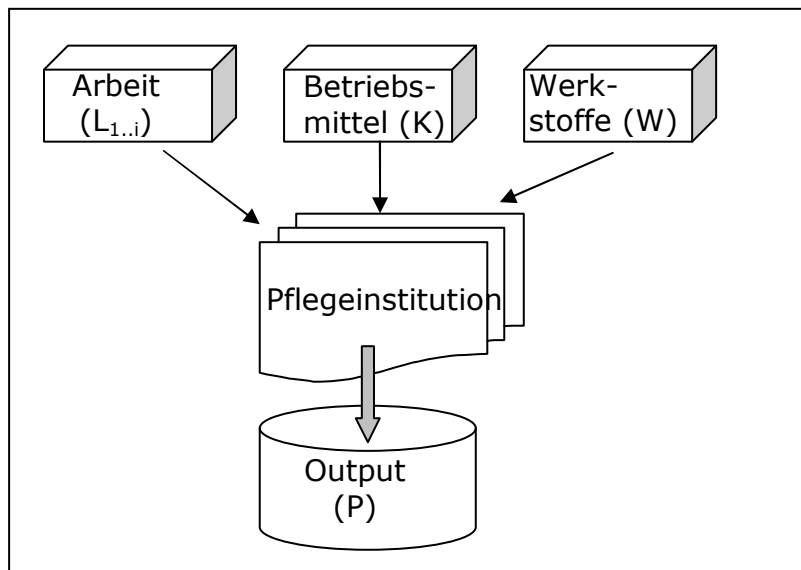 Arbeit
(L1..i)
Betriebs-
mittel (K)
Werk-
stoffe (W)
Pflegeinstitution
Output
(P)